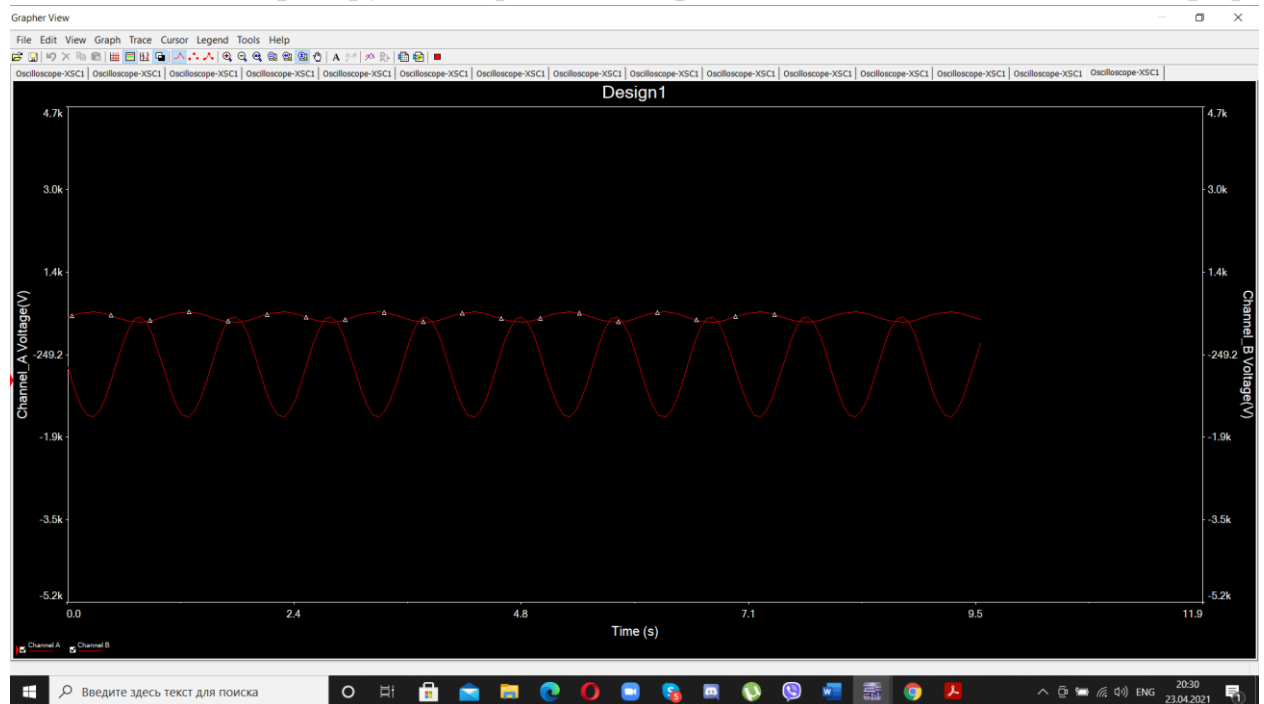 Grapher View
File Edit View Graph Trace Cursor Legend Tools Help
Oscilloscope-XSC1 Oscilloscope-XSC1 Oscilloscope-XSC1 Oscilloscope-XSC1 Oscilloscope-XSC1 Oscilloscope-XSC1 Oscilloscope-XSC1 Oscilloscope-XSC1 Oscilloscope-XSC1 Oscilloscope-XSC1 Oscilloscope-XSC1 Oscilloscope-XSC1 Oscilloscope-XSC1 Oscilloscope-XSC1 Oscilloscope-XSC1
Design1
4.7k 4.7k
3.0k 3.0k
1.4k 1.4k
-249.2 -249.2
-1.9k -1.9k
-3.5k -3.5k
-5.2k -5.2k
Channel_A Voltage(V)
Channel_B Voltage(V)
0.0 2.4 4.8 7.1 9.5 11.9
Time (s)
Channel A Channel B
Введите здесь текст для поиска
ENG
20:30
23.04.2021